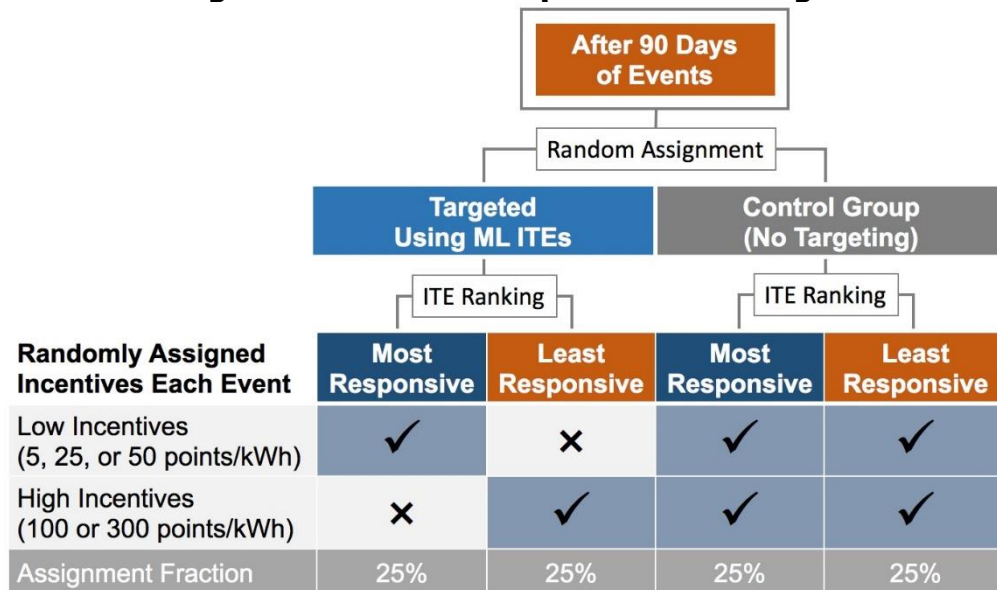 After 90 Days
of Events
Random Assignment
Targeted
Using ML ITEs
Control Group
(No Targeting)
ITE Ranking
ITE Ranking
Randomly Assigned
Incentives Each Event
Most
Responsive
Least
Responsive
Most
Responsive
Least
Responsive
Low Incentives
(5, 25, or 50 points/kWh)
✓ × ✓ ✓
High Incentives
(100 or 300 points/kWh)
× ✓ ✓ ✓
Assignment Fraction 25% 25% 25% 25%